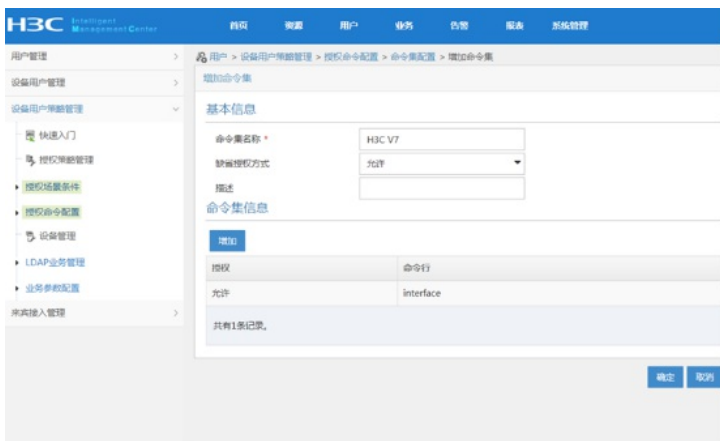 H3C Intelligent Management Center
首页 资源 用户 业务 告警 报表 系统管理
用户管理
设备用户管理
设备用户策略管理
快速入门
授权策略管理
授权场景条件
授权命令配置
设备管理
LDAP业务管理
业务参数配置
来宾接入管理
用户 > 设备用户策略管理 > 授权命令配置 > 命令集配置 > 增加命令集
增加命令集
基本信息
命令集名称 * H3C V7
缺省授权方式 允许
描述
命令集信息
增加
授权 命令行
允许 interface
共有1条记录。
确定 取消